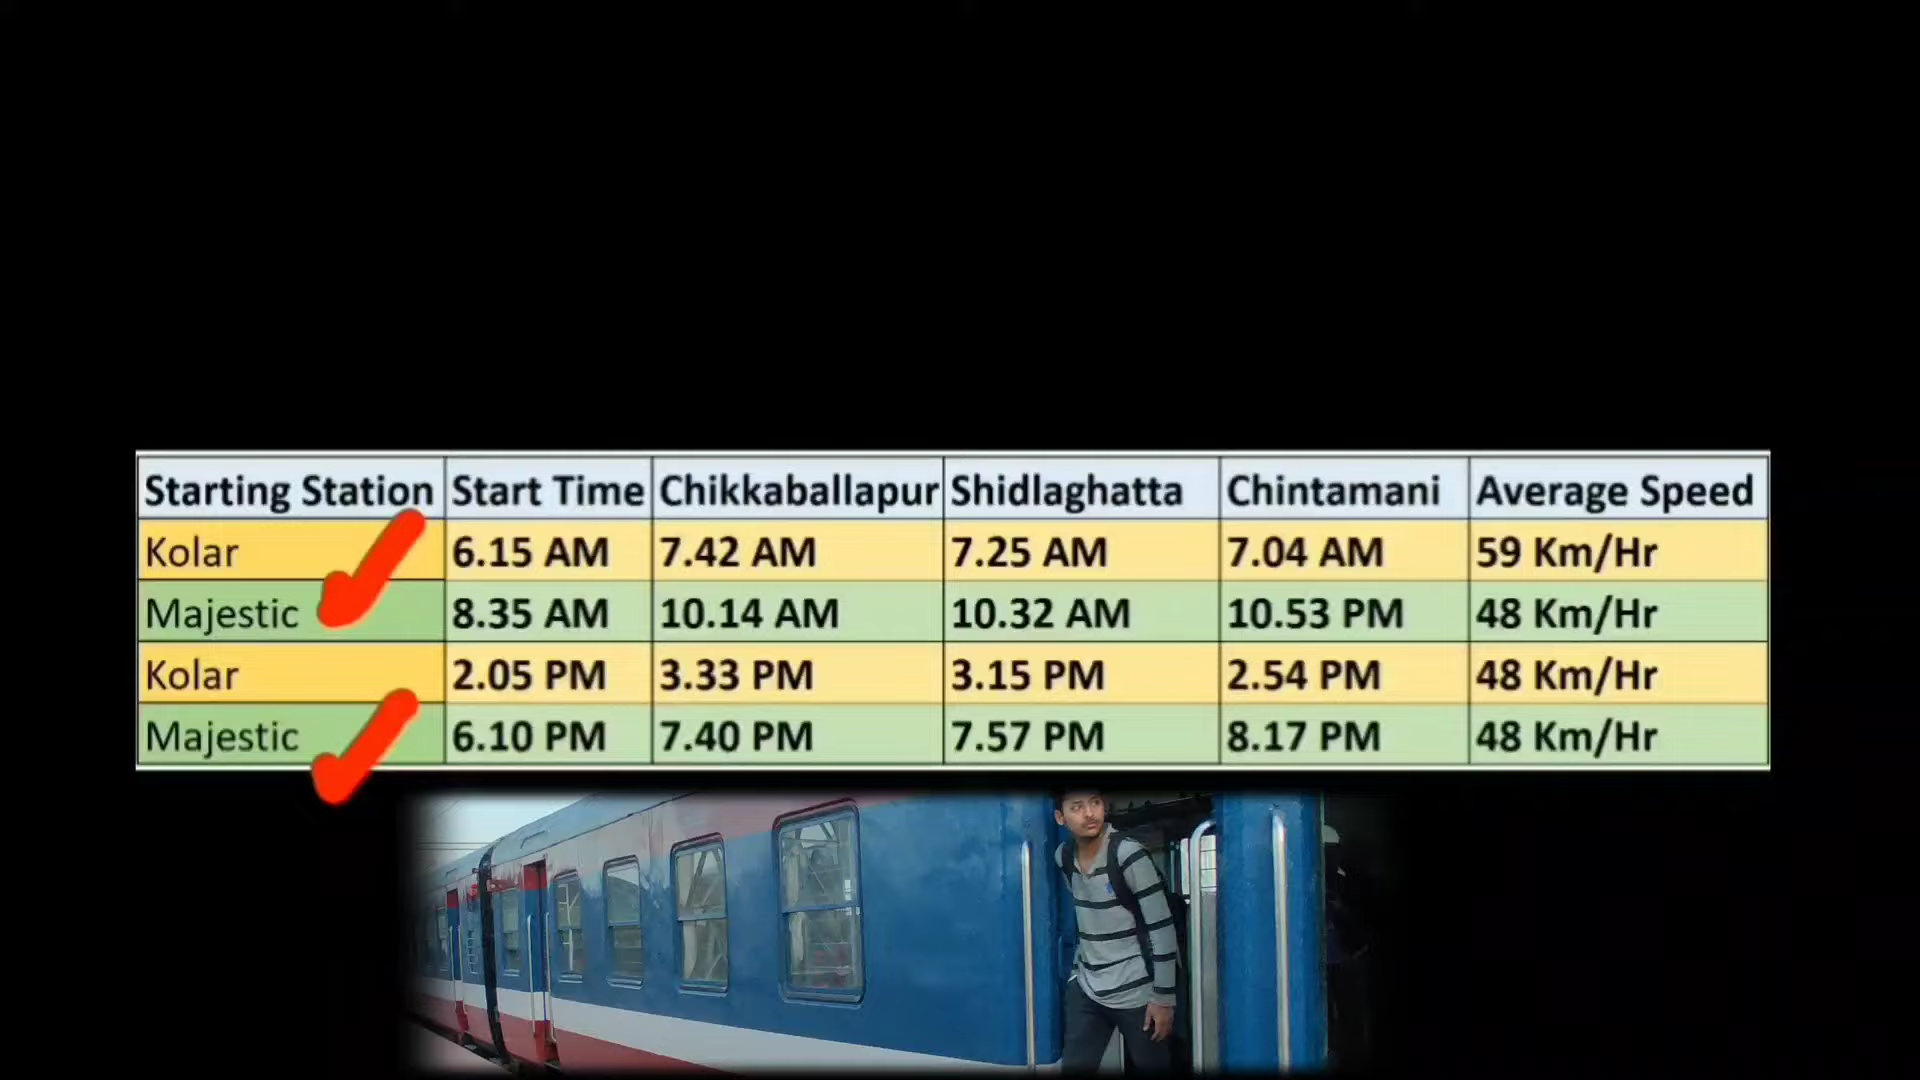 Starting Station Start Time Chikkaballapur Shidlaghatta Chintamani Average Speed
Kolar 6.15 AM 7.42 AM 7.25 AM 7.04 AM 59 Km/Hr
Majestic 8.35 AM 10.14 AM 10.32 AM 10.53 PM 48 Km/Hr
Kolar 2.05 PM 3.33 PM 3.15 PM 2.54 PM 48 Km/Hr
Majestic 6.10 PM 7.40 PM 7.57 PM 8.17 PM 48 Km/Hr